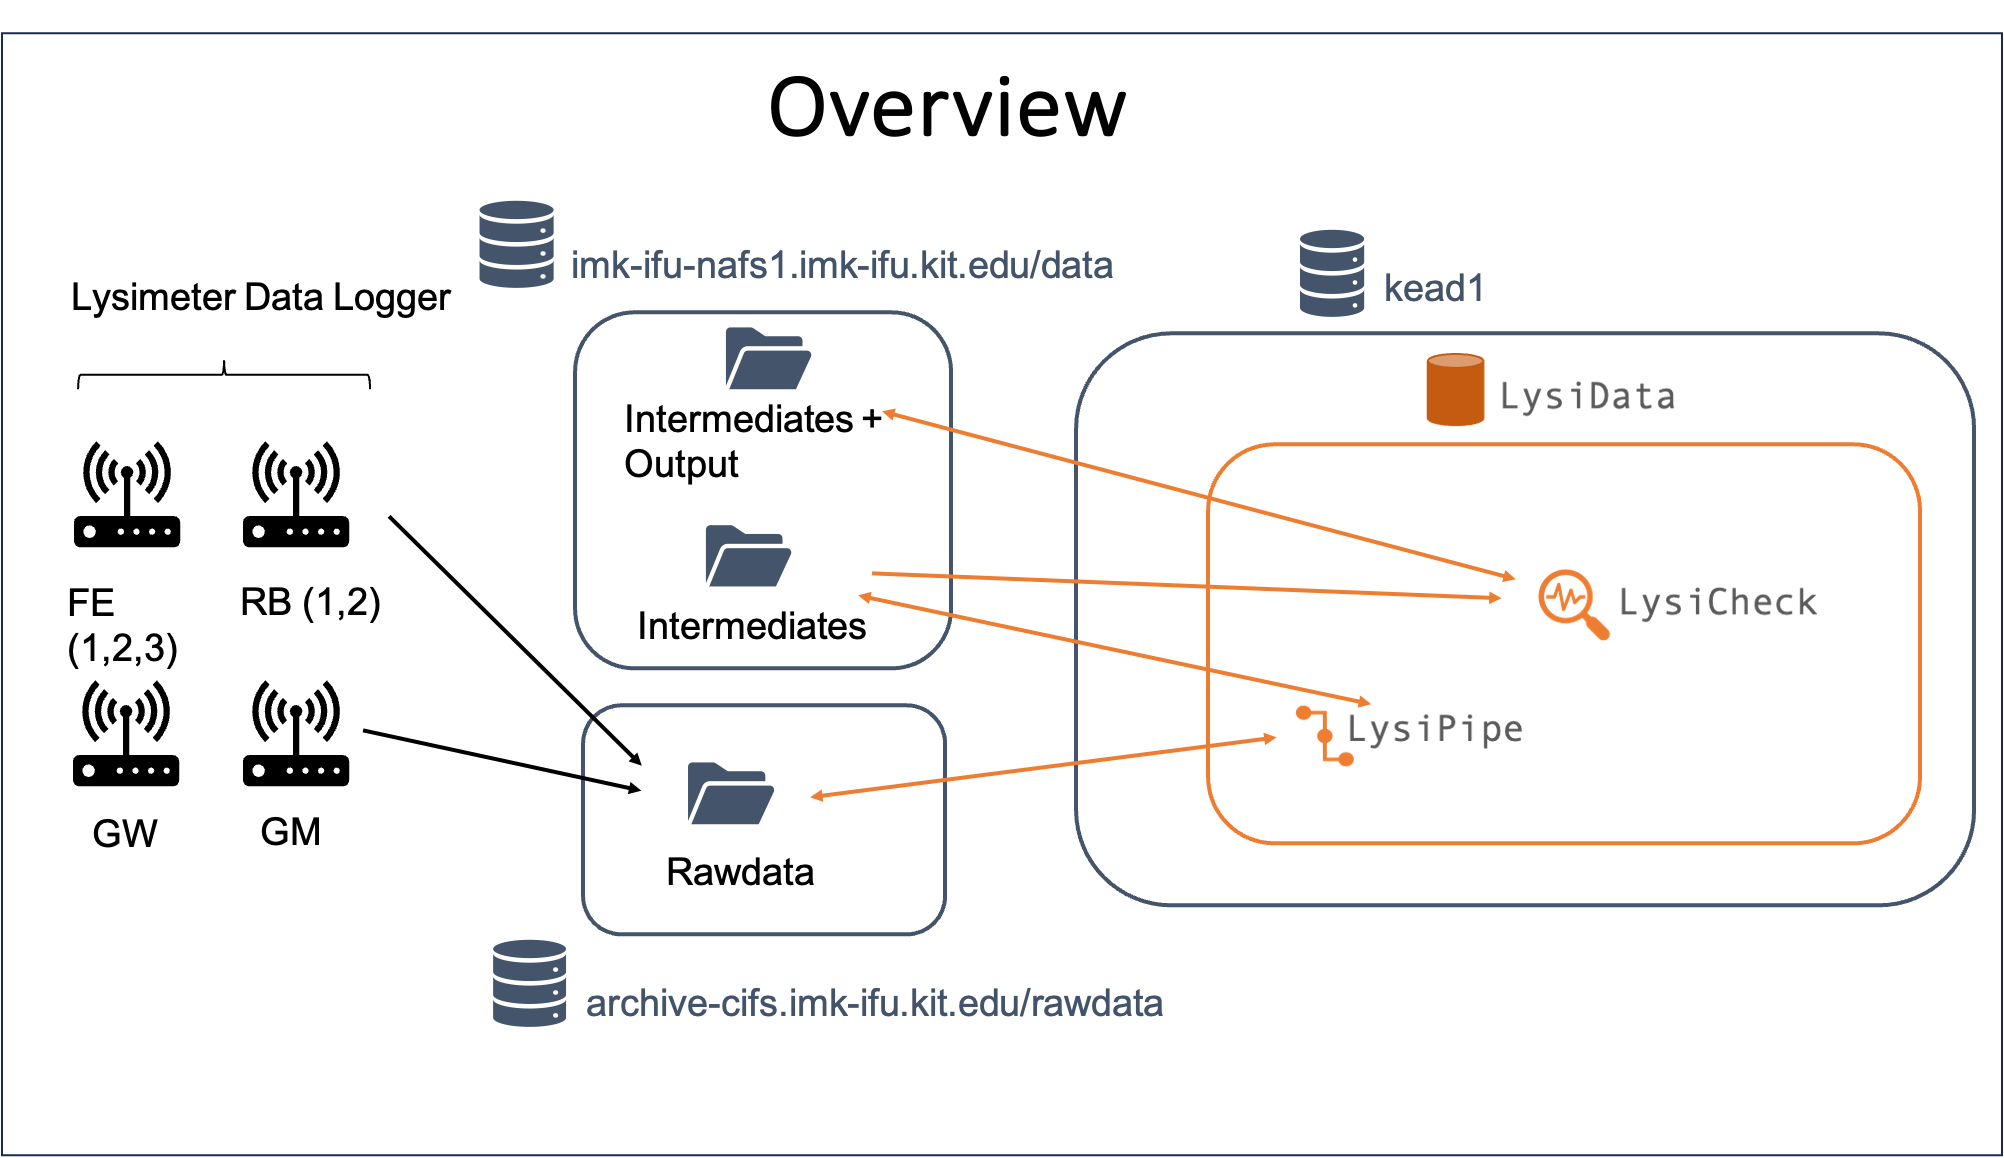 Overview
imk-ifu-nafs1.imk-ifu.kit.edu/data
kead1
Lysimeter Data Logger
LysiData
Intermediates +
Output
FE
(1,2,3)
RB (1,2)
Intermediates
LysiCheck
LysiPipe
GW
GM
Rawdata
archive-cifs.imk-ifu.kit.edu/rawdata